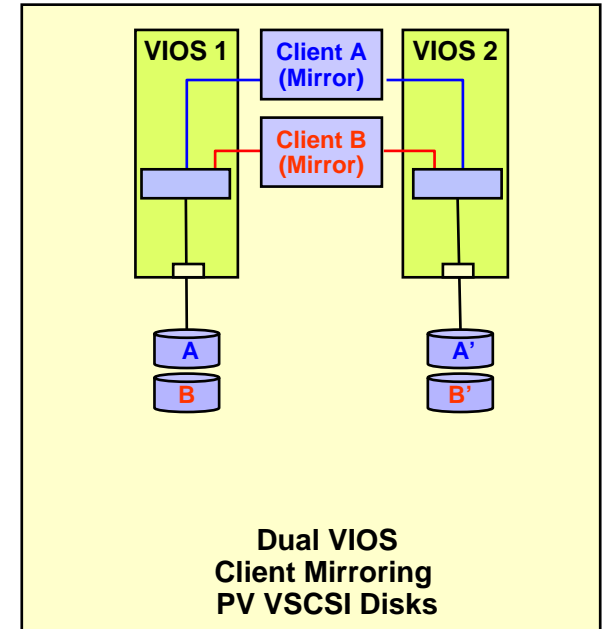 VIOS 1
Client A
(Mirror)
VIOS 2
Client B
(Mirror)
A
B
A’
B’
Dual VIOS
Client Mirroring
PV VSCSI Disks